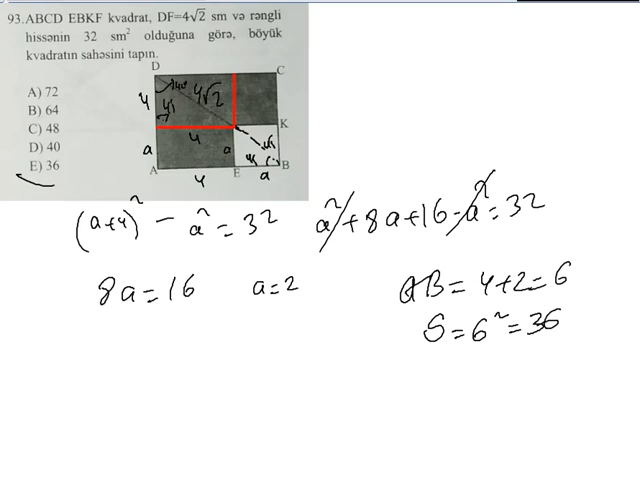 93.ABCD EBKF kvadrat, DF=4√2 sm və rəngli
hissənin 32 sm² olduğuna görə, böyük
kvadratın sahəsini tapın.
D
C
A) 72
B) 64
C) 48
D) 40
E) 36
4
4√2
4
K
a
a
A
E
B
4
a
(a+4)² - a² = 32
a² + 8a + 16 - a² = 32
8a = 16
a = 2
AB = 4 + 2 = 6
S = 6² = 36